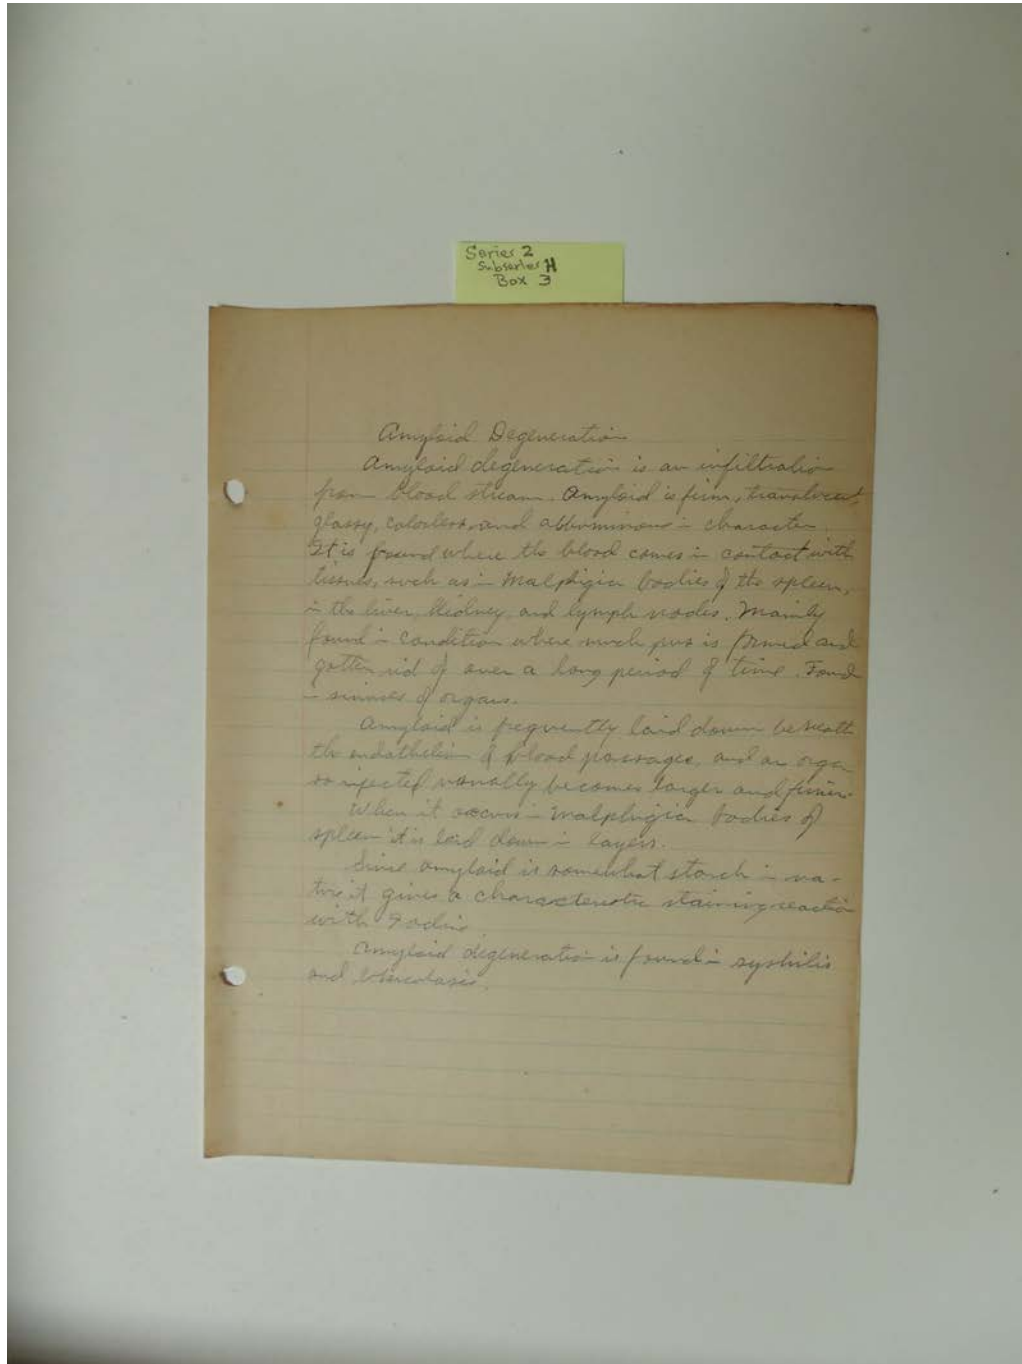 Series 2
Subseries H
Box 3
Amyloid Degeneration
Amyloid degeneration is an infiltration
from blood stream. Amyloid is firm, translucent,
glassy, colorless, and albuminous in character.
It is found where the blood comes in contact with
tissues, such as in Malphigia bodies of the spleen,
in the liver, Kidney, and lymph nodes. Mainly
found in condition where much pus is formed and
gotten rid of over a long period of time. Found
in sinuses of organs.
Amyloid is frequently laid down beneath
the endothelium of blood passages, and an organ
so usually becomes larger and firmer.
When it occurs in malphigia bodies of
spleen it is laid down in layers.
Since amyloid is somewhat starch in na-
ture it gives a characteristic staining reaction
with Iodine
Amyloid degeneration is found in syphilis
and tuberculosis.